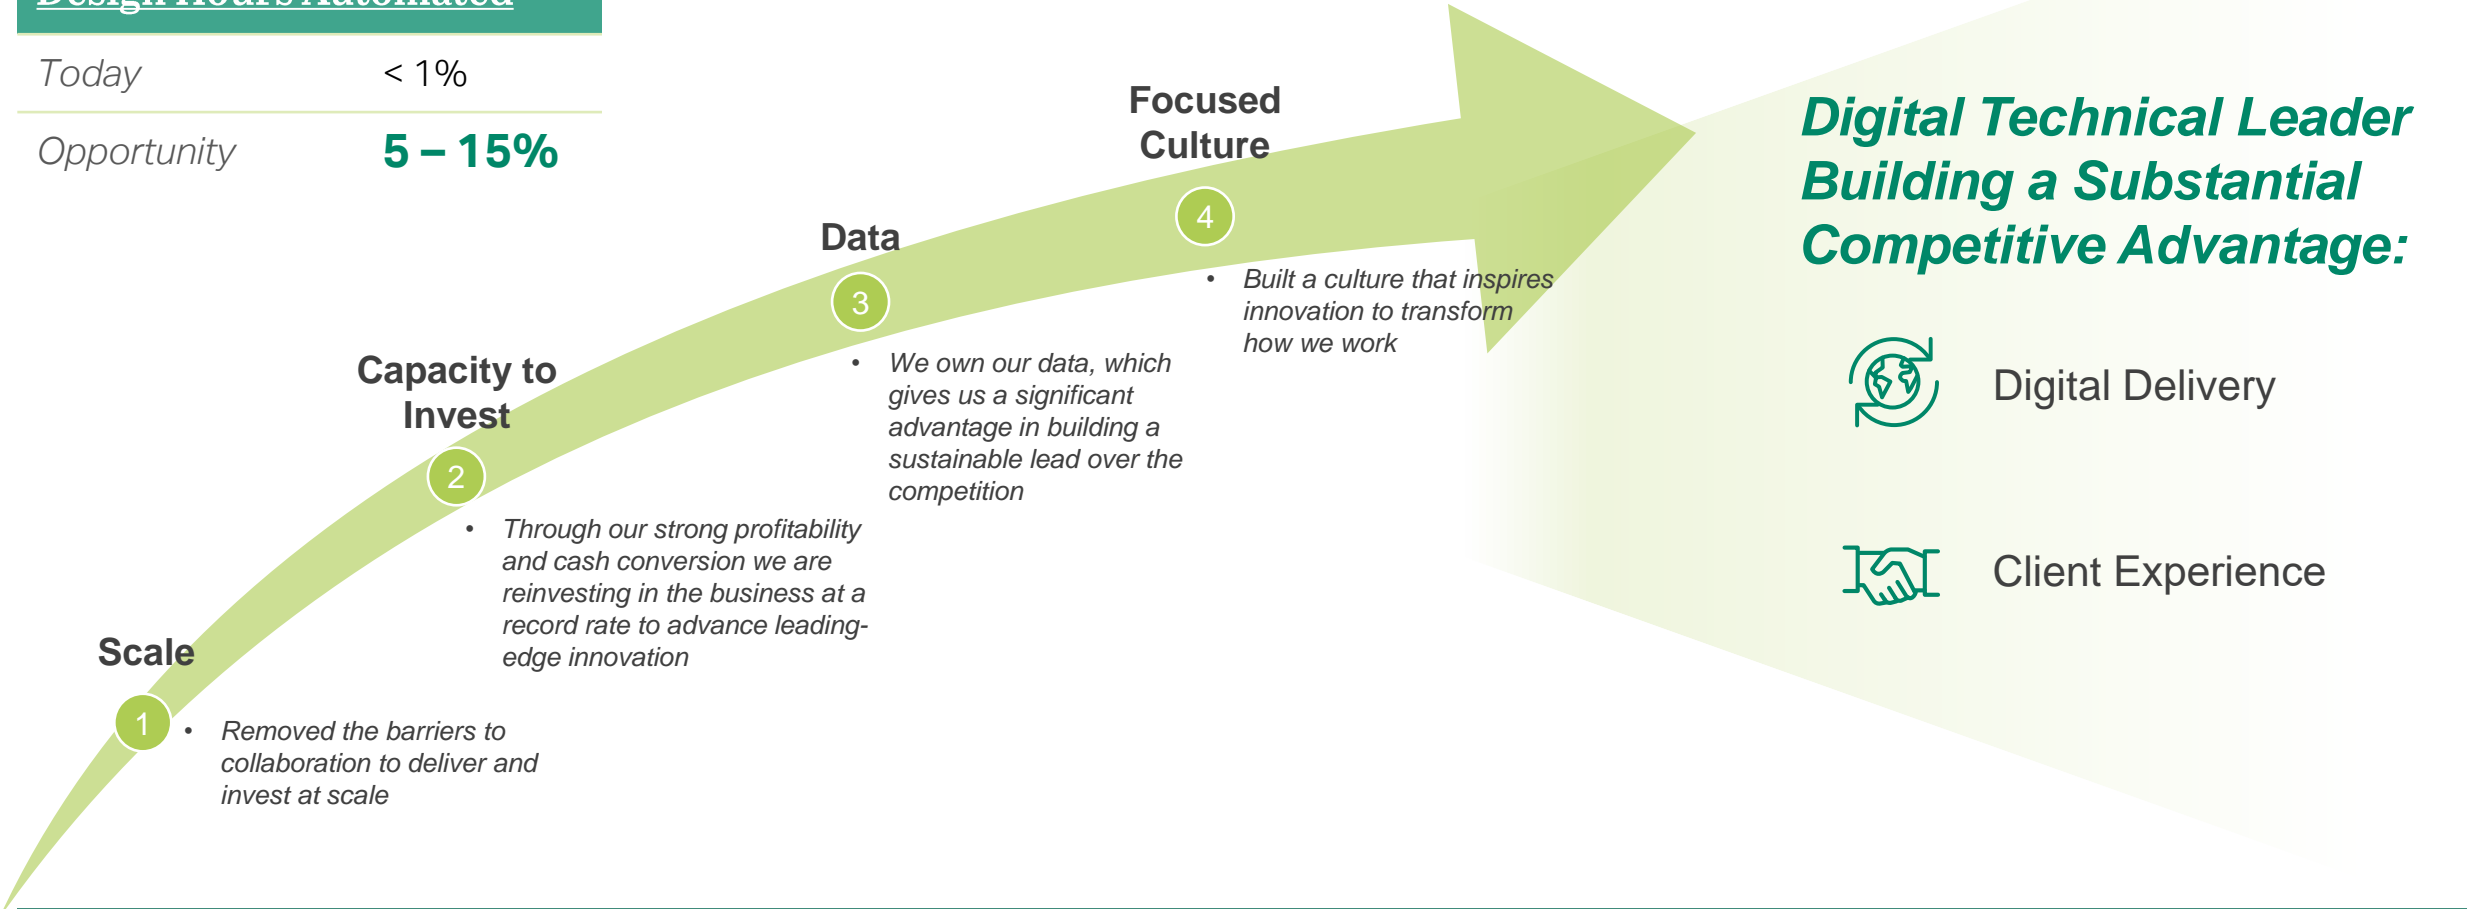 Design Hours Automated
Today < 1%
Opportunity 5 – 15%
Scale
1
• Removed the barriers to
collaboration to deliver and
invest at scale
Capacity to
Invest
2
• Through our strong profitability
and cash conversion we are
reinvesting in the business at a
record rate to advance leading-
edge innovation
Data
3
• We own our data, which
gives us a significant
advantage in building a
sustainable lead over the
competition
Focused
Culture
4
• Built a culture that inspires
innovation to transform
how we work
Digital Technical Leader
Building a Substantial
Competitive Advantage:
Digital Delivery
Client Experience